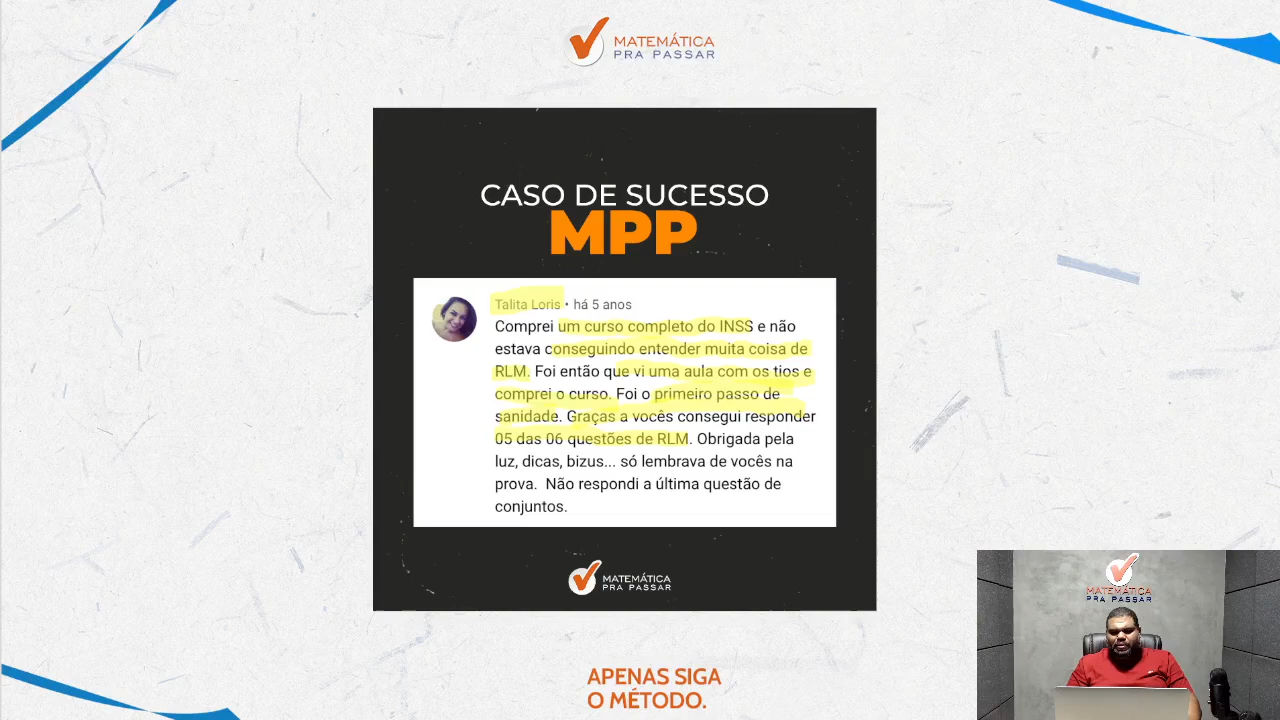 MATEMÁTICA
PRA PASSAR
CASO DE SUCESSO
MPP
Talita Loris • há 5 anos
Comprei um curso completo do INSS e não
estava conseguindo entender muita coisa de
RLM. Foi então que vi uma aula com os tios e
comprei o curso. Foi o primeiro passo de
sanidade. Graças a vocês consegui responder
05 das 06 questões de RLM. Obrigada pela
luz, dicas, bizus... só lembrava de vocês na
prova.  Não respondi a última questão de
conjuntos.
MATEMÁTICA
PRA PASSAR
MATEMÁTICA
PRA PASSAR
APENAS SIGA
O MÉTODO.